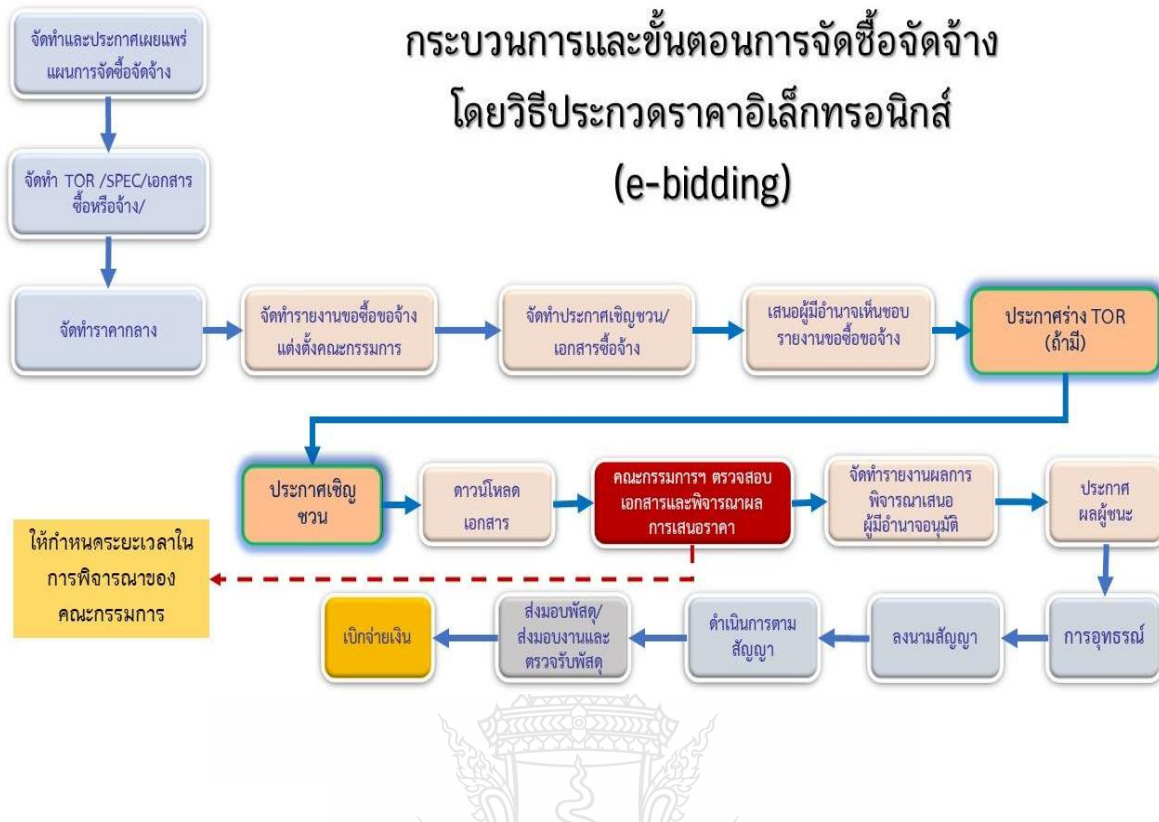 กระบวนการและขั้นตอนการจัดซื้อจัดจ้าง
โดยวิธีประกวดราคาอิเล็กทรอนิกส์
(e-bidding)
จัดทำและประกาศเผยแพร่
แผนการจัดซื้อจัดจ้าง
จัดทำ TOR /SPEC/เอกสาร
ซื้อหรือจ้าง/
จัดทำราคากลาง
จัดทำรายงานขอซื้อขอจ้าง
แต่งตั้งคณะกรรมการ
จัดทำประกาศเชิญชวน/
เอกสารซื้อจ้าง
เสนอผู้มีอำนาจเห็นชอบ
รายงานขอซื้อขอจ้าง
ประกาศร่าง TOR
(ถ้ามี)
ประกาศเชิญ
ชวน
ดาวน์โหลด
เอกสาร
คณะกรรมการฯ ตรวจสอบ
เอกสารและพิจารณาผล
การเสนอราคา
จัดทำรายงานผลการ
พิจารณาเสนอ
ผู้มีอำนาจอนุมัติ
ประกาศ
ผลผู้ชนะ
ให้กำหนดระยะเวลาใน
การพิจารณาของ
คณะกรรมการ
การอุทธรณ์
ลงนามสัญญา
ดำเนินการตาม
สัญญา
ส่งมอบพัสดุ/
ส่งมอบงานและ
ตรวจรับพัสดุ
เบิกจ่ายเงิน